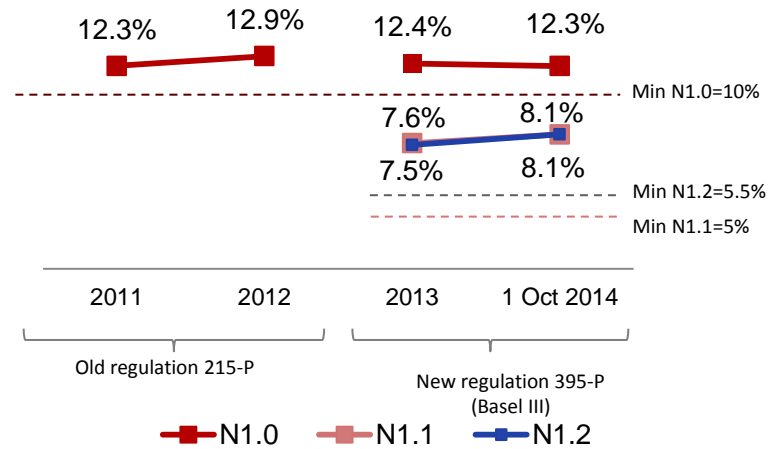 12.3% 12.9% 12.4% 12.3%
Min N1.0=10%
7.6% 8.1%
7.5% 8.1%
Min N1.2=5.5%
Min N1.1=5%
2011 2012 2013 1 Oct 2014
Old regulation 215-P
New regulation 395-P
(Basel III)
N1.0 N1.1 N1.2